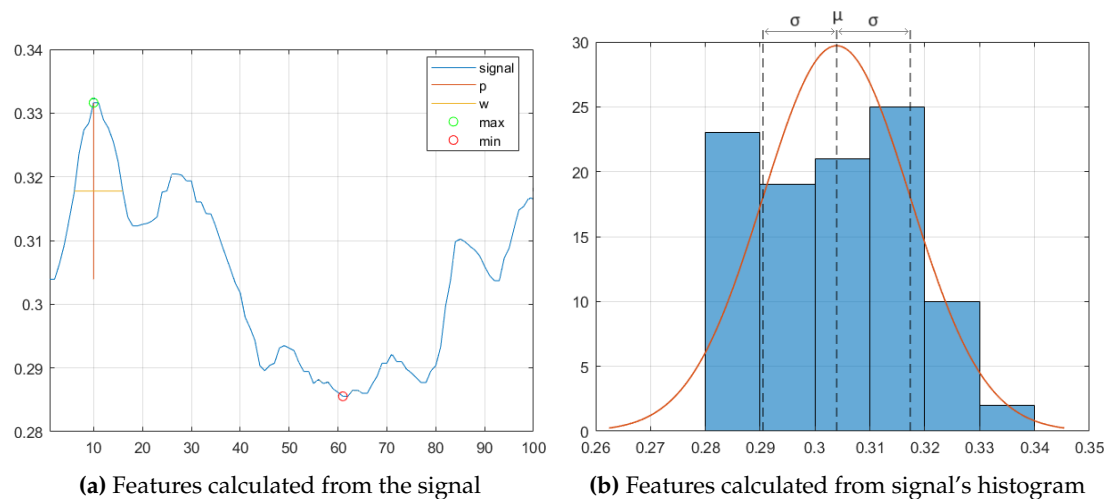 σ μ σ
0.34
0.33
0.32
0.31
0.3
0.29
0.28
10 20 30 40 50 60 70 80 90 100
signal
p
w
max
min
30
25
20
15
10
5
0
0.26 0.27 0.28 0.29 0.3 0.31 0.32 0.33 0.34 0.35
(a) Features calculated from the signal
(b) Features calculated from signal's histogram